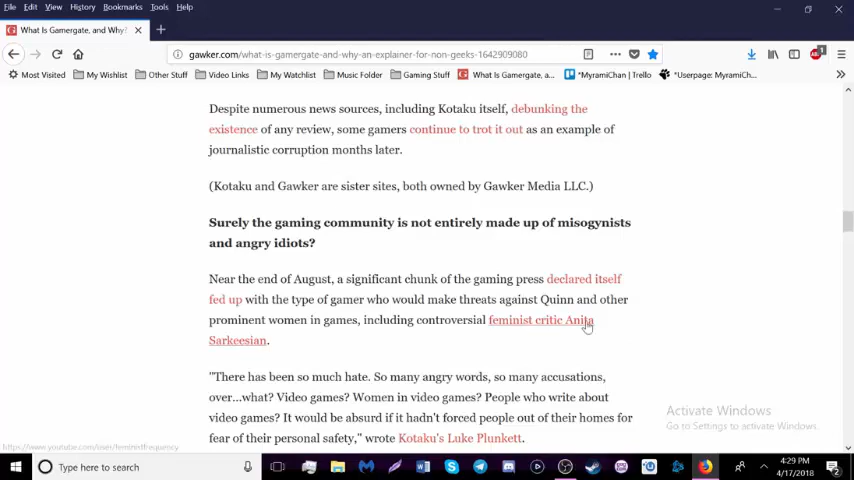 File Edit View History Bookmarks Tools Help
What Is Gamergate, and Why?
gawker.com/what-is-gamergate-and-why-an-explainer-for-non-geeks-1642909080
Most Visited My Wishlist Other Stuff Video Links My Watchlist Music Folder Gaming Stuff What Is Gamergate, a... *MyramiChan | Trello *Userpage: MyramiCh...
Despite numerous news sources, including Kotaku itself, debunking the
existence of any review, some gamers continue to trot it out as an example of
journalistic corruption months later.
(Kotaku and Gawker are sister sites, both owned by Gawker Media LLC.)
Surely the gaming community is not entirely made up of misogynists
and angry idiots?
Near the end of August, a significant chunk of the gaming press declared itself
fed up with the type of gamer who would make threats against Quinn and other
prominent women in games, including controversial feminist critic Anita
Sarkeesian.
"There has been so much hate. So many angry words, so many accusations,
over...what? Video games? Women in video games? People who write about
video games? It would be absurd if it hadn't forced people out of their homes for
fear of their personal safety," wrote Kotaku's Luke Plunkett.
Activate Windows
Go to Settings to activate Windows.
https://www.youtube.com/user/feministfrequency
Type here to search
4:29 PM
4/17/2018
2